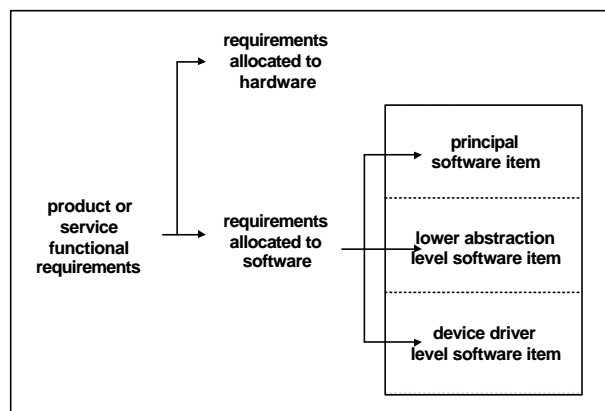 requirements
allocated to
hardware
principal
software item
product or
service
functional
requirements
requirements
allocated to
software
lower abstraction
level software item
device driver
level software item